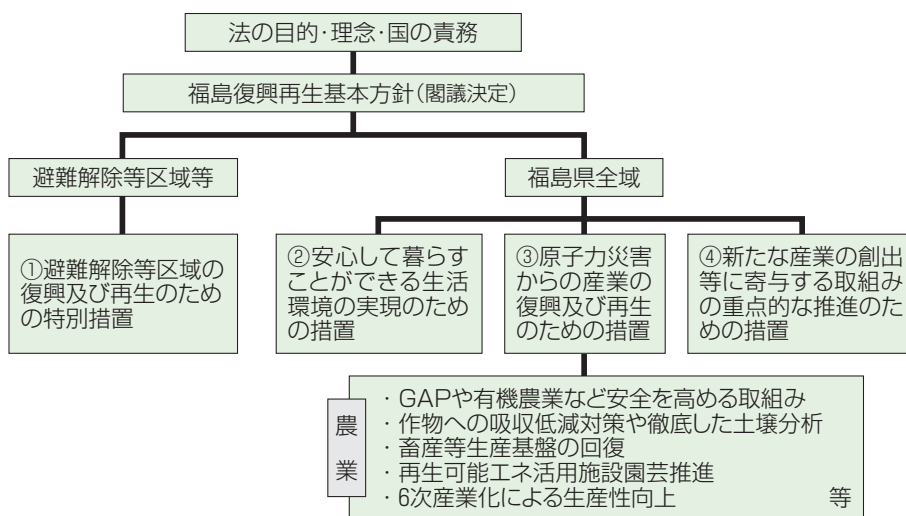 法の目的・理念・国の責務
福島復興再生基本方針(閣議決定)
避難解除等区域等
福島県全域
①避難解除等区域の
復興及び再生のため
の特別措置
②安心して暮らす
ことができる生活
環境の実現のため
の措置
③原子力災害
からの産業の
復興及び再生
のための措置
④新たな産業の創出
等に寄与する取組み
の重点的な推進のた
めの措置
農業
・GAPや有機農業など安全を高める取組み
・作物への吸収低減対策や徹底した土壌分析
・畜産等生産基盤の回復
・再生可能エネ活用施設園芸推進
・6次産業化による生産性向上 等